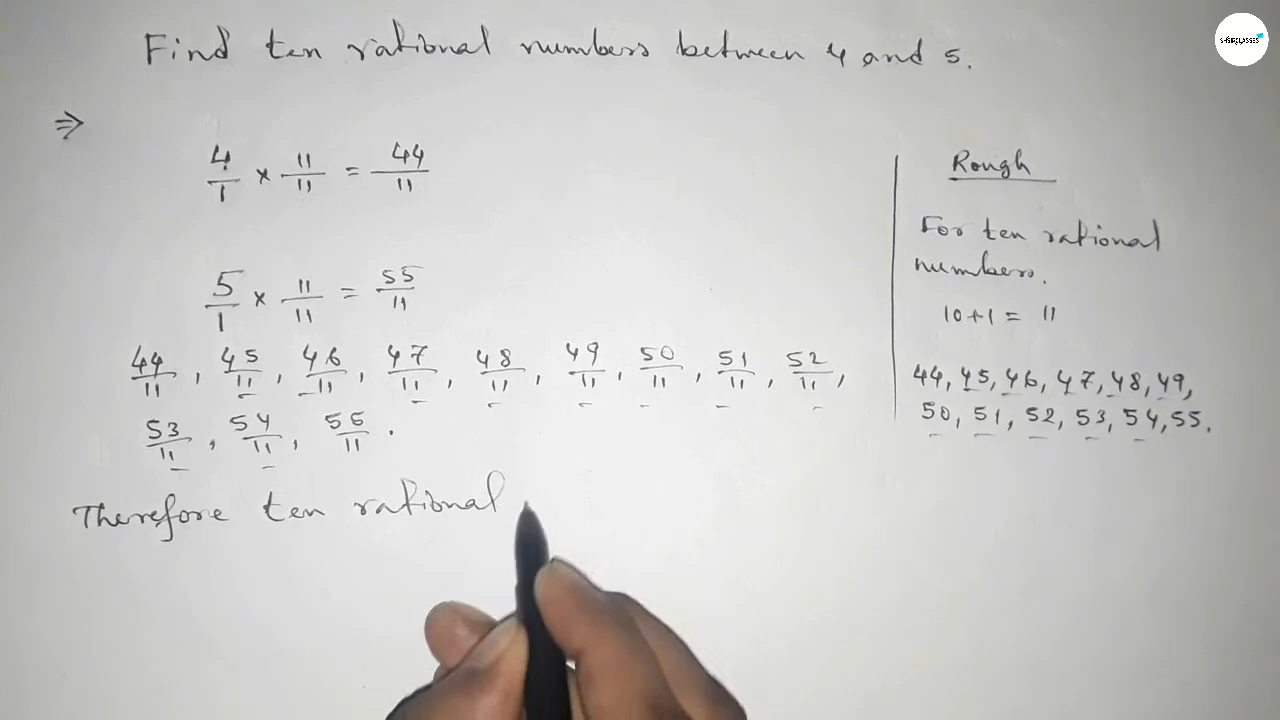 Find ten rational numbers between 4 and 5.
⇒
4/1 × 11/11 = 44/11
5/1 × 11/11 = 55/11
44/11, 45/11, 46/11, 47/11, 48/11, 49/11, 50/11, 51/11, 52/11,
53/11, 54/11, 55/11.
Therefore ten rational
Rough
For ten rational
numbers.
10+1 = 11
44, 45, 46, 47, 48, 49,
50, 51, 52, 53, 54, 55.